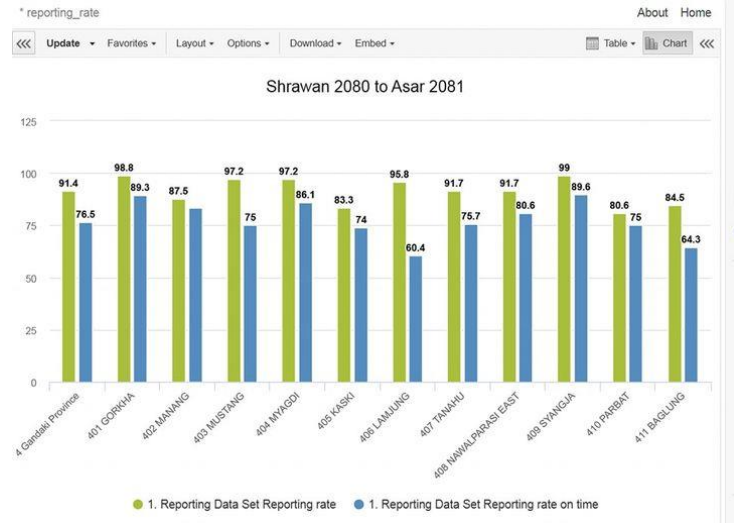 * reporting_rate
About Home
Update Favorites Layout Options Download Embed Table Chart
Shrawan 2080 to Asar 2081
125
100
75
50
25
0
91.4 76.5
98.8 89.3
87.5
97.2 75
97.2 86.1
83.3 74
95.8 60.4
91.7 75.7
91.7 80.6
99 89.6
80.6 75
84.5 64.3
4 Gandaki Province
401 GORKHA
402 MANANG
403 MUSTANG
404 MYAGDI
405 KASKI
406 LAMJUNG
407 TANAHU
408 NAWALPARASI EAST
409 SYANGJA
410 PARBAT
411 BAGLUNG
1. Reporting Data Set Reporting rate
1. Reporting Data Set Reporting rate on time